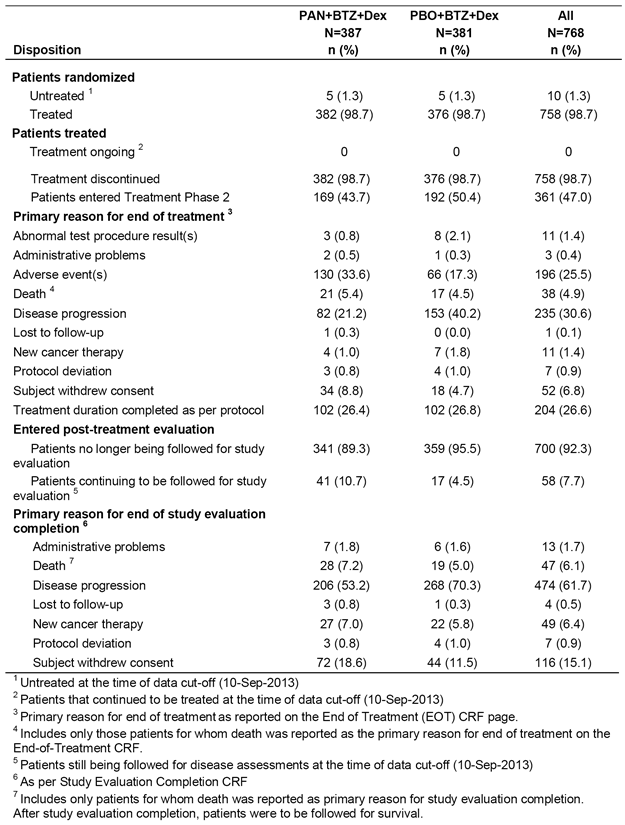 PAN+BTZ+Dex PBO+BTZ+Dex All
N=387 N=381 N=768
Disposition n (%) n (%) n (%)
Patients randomized
Untreated 1 5 (1.3) 5 (1.3) 10 (1.3)
Treated 382 (98.7) 376 (98.7) 758 (98.7)
Patients treated
Treatment ongoing 2 0 0 0
Treatment discontinued 382 (98.7) 376 (98.7) 758 (98.7)
Patients entered Treatment Phase 2 169 (43.7) 192 (50.4) 361 (47.0)
Primary reason for end of treatment 3
Abnormal test procedure result(s) 3 (0.8) 8 (2.1) 11 (1.4)
Administrative problems 2 (0.5) 1 (0.3) 3 (0.4)
Adverse event(s) 130 (33.6) 66 (17.3) 196 (25.5)
Death 4 21 (5.4) 17 (4.5) 38 (4.9)
Disease progression 82 (21.2) 153 (40.2) 235 (30.6)
Lost to follow-up 1 (0.3) 0 (0.0) 1 (0.1)
New cancer therapy 4 (1.0) 7 (1.8) 11 (1.4)
Protocol deviation 3 (0.8) 4 (1.0) 7 (0.9)
Subject withdrew consent 34 (8.8) 18 (4.7) 52 (6.8)
Treatment duration completed as per protocol 102 (26.4) 102 (26.8) 204 (26.6)
Entered post-treatment evaluation
Patients no longer being followed for study 341 (89.3) 359 (95.5) 700 (92.3)
evaluation
Patients continuing to be followed for study 41 (10.7) 17 (4.5) 58 (7.7)
evaluation 5
Primary reason for end of study evaluation
completion 6
Administrative problems 7 (1.8) 6 (1.6) 13 (1.7)
Death 7 28 (7.2) 19 (5.0) 47 (6.1)
Disease progression 206 (53.2) 268 (70.3) 474 (61.7)
Lost to follow-up 3 (0.8) 1 (0.3) 4 (0.5)
New cancer therapy 27 (7.0) 22 (5.8) 49 (6.4)
Protocol deviation 3 (0.8) 4 (1.0) 7 (0.9)
Subject withdrew consent 72 (18.6) 44 (11.5) 116 (15.1)
1 Untreated at the time of data cut-off (10-Sep-2013)
2 Patients that continued to be treated at the time of data cut-off (10-Sep-2013)
3 Primary reason for end of treatment as reported on the End of Treatment (EOT) CRF page.
4 Includes only those patients for whom death was reported as the primary reason for end of treatment on the
End-of-Treatment CRF.
5 Patients still being followed for disease assessments at the time of data cut-off (10-Sep-2013)
6 As per Study Evaluation Completion CRF
7 Includes only patients for whom death was reported as primary reason for study evaluation completion.
After study evaluation completion, patients were to be followed for survival.